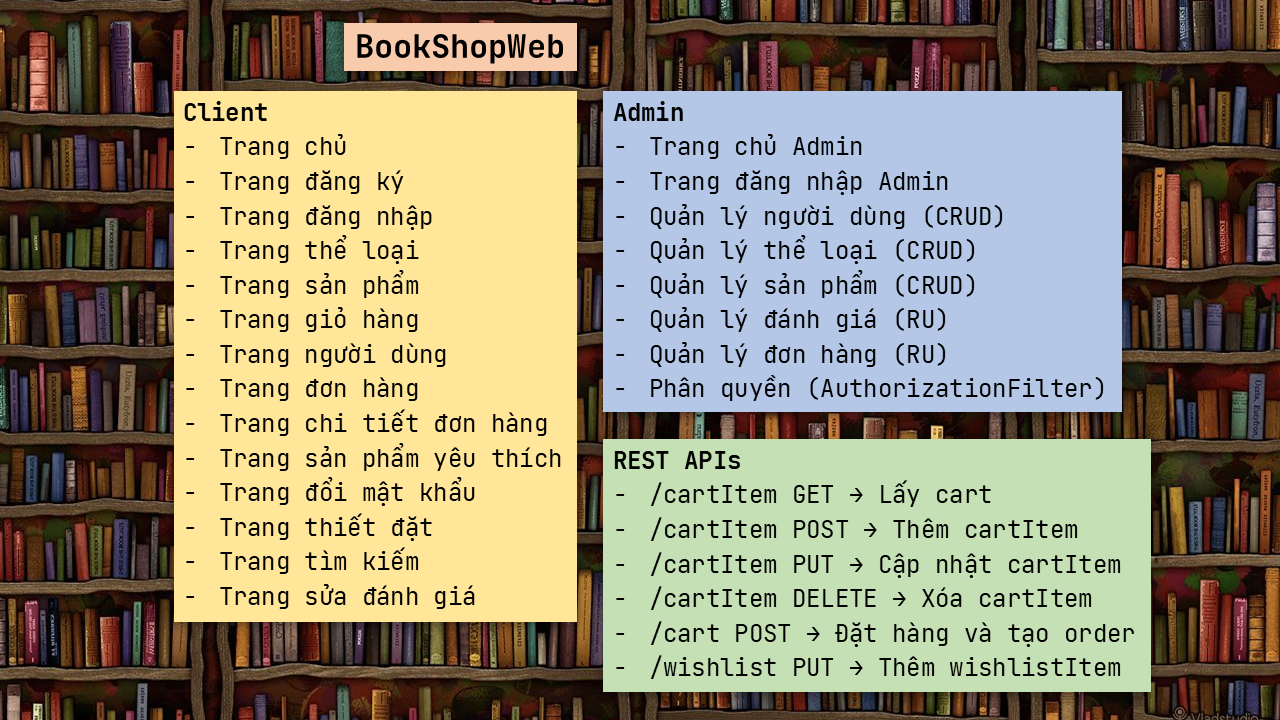 BookShopWeb
Client
- Trang chủ
- Trang đăng ký
- Trang đăng nhập
- Trang thể loại
- Trang sản phẩm
- Trang giỏ hàng
- Trang người dùng
- Trang đơn hàng
- Trang chi tiết đơn hàng
- Trang sản phẩm yêu thích
- Trang đổi mật khẩu
- Trang thiết đặt
- Trang tìm kiếm
- Trang sửa đánh giá
Admin
- Trang chủ Admin
- Trang đăng nhập Admin
- Quản lý người dùng (CRUD)
- Quản lý thể loại (CRUD)
- Quản lý sản phẩm (CRUD)
- Quản lý đánh giá (RU)
- Quản lý đơn hàng (RU)
- Phân quyền (AuthorizationFilter)
REST APIs
- /cartItem GET → Lấy cart
- /cartItem POST → Thêm cartItem
- /cartItem PUT → Cập nhật cartItem
- /cartItem DELETE → Xóa cartItem
- /cart POST → Đặt hàng và tạo order
- /wishlist PUT → Thêm wishlistItem
Vladstudio